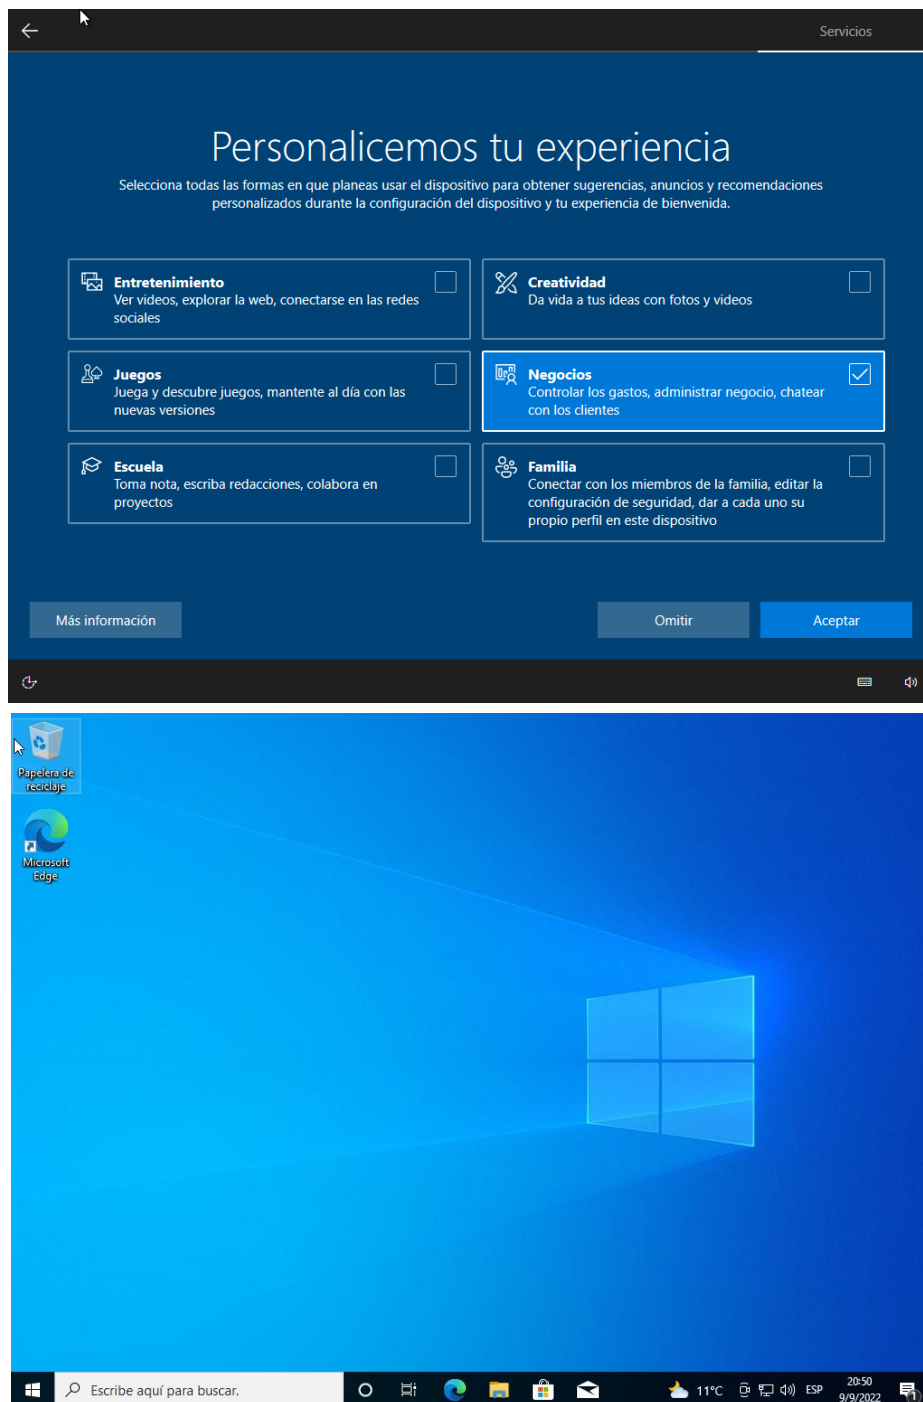 Servicios
Personalicemos tu experiencia
Selecciona todas las formas en que planeas usar el dispositivo para obtener sugerencias, anuncios y recomendaciones
personalizados durante la configuración del dispositivo y tu experiencia de bienvenida.
Entretenimiento
Ver videos, explorar la web, conectarse en las redes
sociales
Creatividad
Da vida a tus ideas con fotos y videos
Juegos
Juega y descubre juegos, mantente al día con las
nuevas versiones
Negocios
Controlar los gastos, administrar negocio, chatear
con los clientes
Escuela
Toma nota, escriba redacciones, colabora en
proyectos
Familia
Conectar con los miembros de la familia, editar la
configuración de seguridad, dar a cada uno su
propio perfil en este dispositivo
Más información
Omitir
Aceptar
Papelera de
reciclaje
Microsoft
Edge
Escribe aquí para buscar.
11°C
ESP
20:50
9/9/2022
1